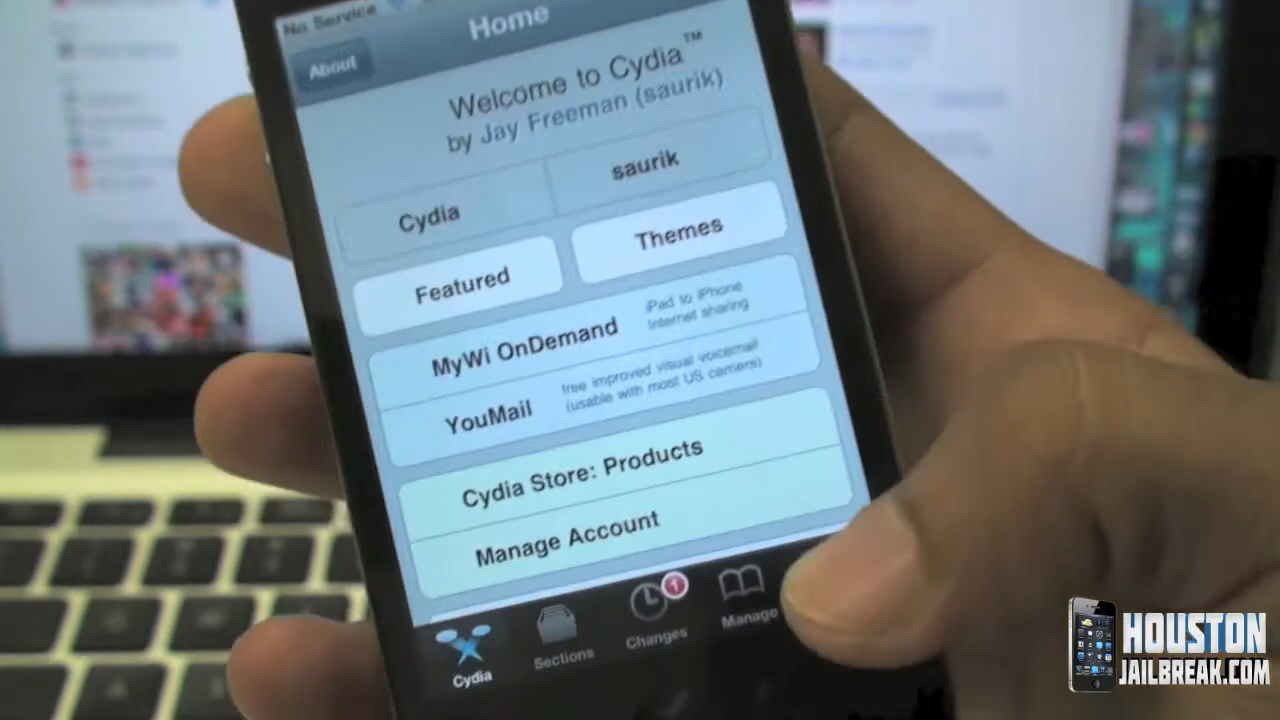 No Service
Home
About
Welcome to Cydia™
by Jay Freeman (saurik)
Cydia
saurik
Featured
Themes
MyWi OnDemand
iPad to iPhone
Internet sharing
YouMail
free improved visual voicemail
(usable with most US carriers)
Cydia Store: Products
Manage Account
Cydia
Sections
Changes
1
Manage
HOUSTON
JAILBREAK.COM